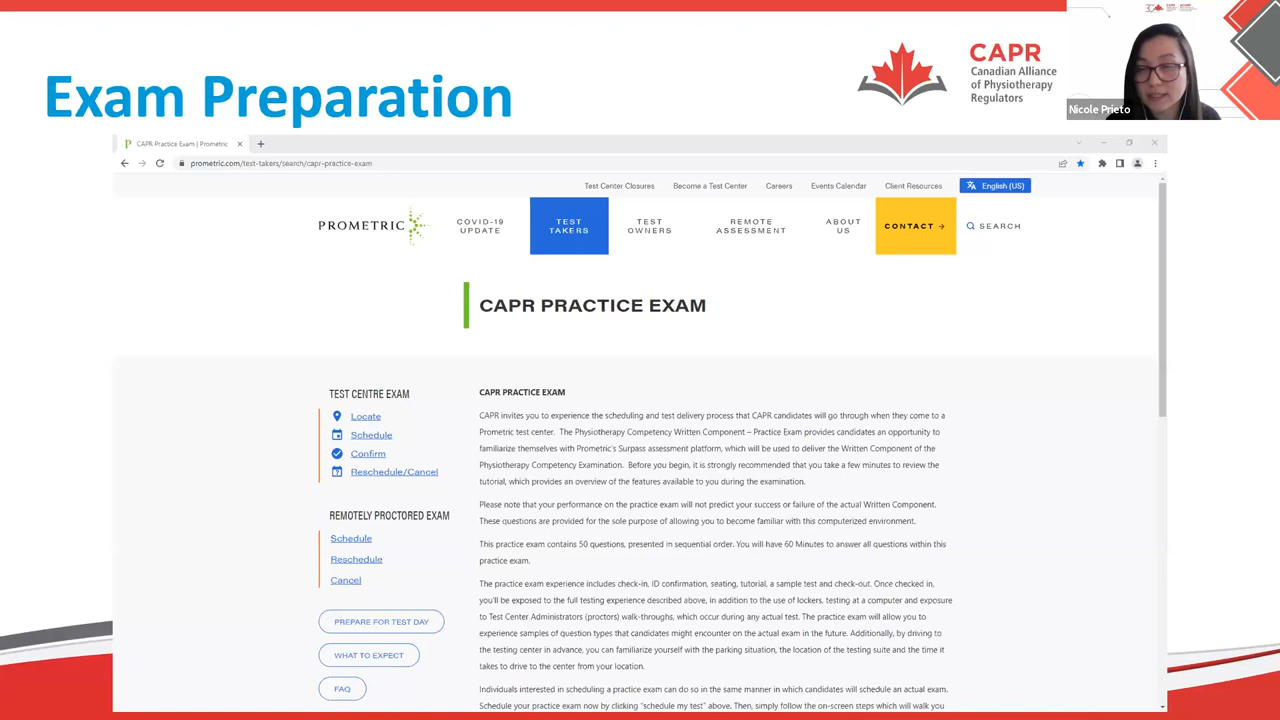 Exam Preparation
CAPR
Canadian Alliance
of Physiotherapy
Regulators
Nicole Prieto
CAPR Practice Exam | Prometric
prometric.com/test-takers/search/capr-practice-exam
Test Center Closures
Become a Test Center
Careers
Events Calendar
Client Resources
English (US)
PROMETRIC
COVID-19
UPDATE
TEST
TAKERS
TEST
OWNERS
REMOTE
ASSESSMENT
ABOUT
US
CONTACT
SEARCH
CAPR PRACTICE EXAM
TEST CENTRE EXAM
Locate
Schedule
Confirm
Reschedule/Cancel
REMOTELY PROCTORED EXAM
Schedule
Reschedule
Cancel
PREPARE FOR TEST DAY
WHAT TO EXPECT
FAQ
CAPR PRACTICE EXAM
CAPR invites you to experience the scheduling and test delivery process that CAPR candidates will go through when they come to a
Prometric test center. The Physiotherapy Competency Written Component – Practice Exam provides candidates an opportunity to
familiarize themselves with Prometric's Surpass assessment platform, which will be used to deliver the Written Component of the
Physiotherapy Competency Examination. Before you begin, it is strongly recommended that you take a few minutes to review the
tutorial, which provides an overview of the features available to you during the examination.
Please note that your performance on the practice exam will not predict your success or failure of the actual Written Component.
These questions are provided for the sole purpose of allowing you to become familiar with this computerized environment.
This practice exam contains 50 questions, presented in sequential order. You will have 60 Minutes to answer all questions within this
practice exam.
The practice exam experience includes check-in, ID confirmation, seating, tutorial, a sample test and check-out. Once checked in,
you'll be exposed to the full testing experience described above, in addition to the use of lockers, testing at a computer and exposure
to Test Center Administrators (proctors) walk-throughs, which occur during any actual test. The practice exam will allow you to
experience samples of question types that candidates might encounter on the actual exam in the future. Additionally, by driving to
the testing center in advance, you can familiarize yourself with the parking situation, the location of the testing suite and the time it
takes to drive to the center from your location.
Individuals interested in scheduling a practice exam can do so in the same manner in which candidates will schedule an actual exam.
Schedule your practice exam now by clicking "schedule my test" above. Then, simply follow the on-screen steps which will walk you